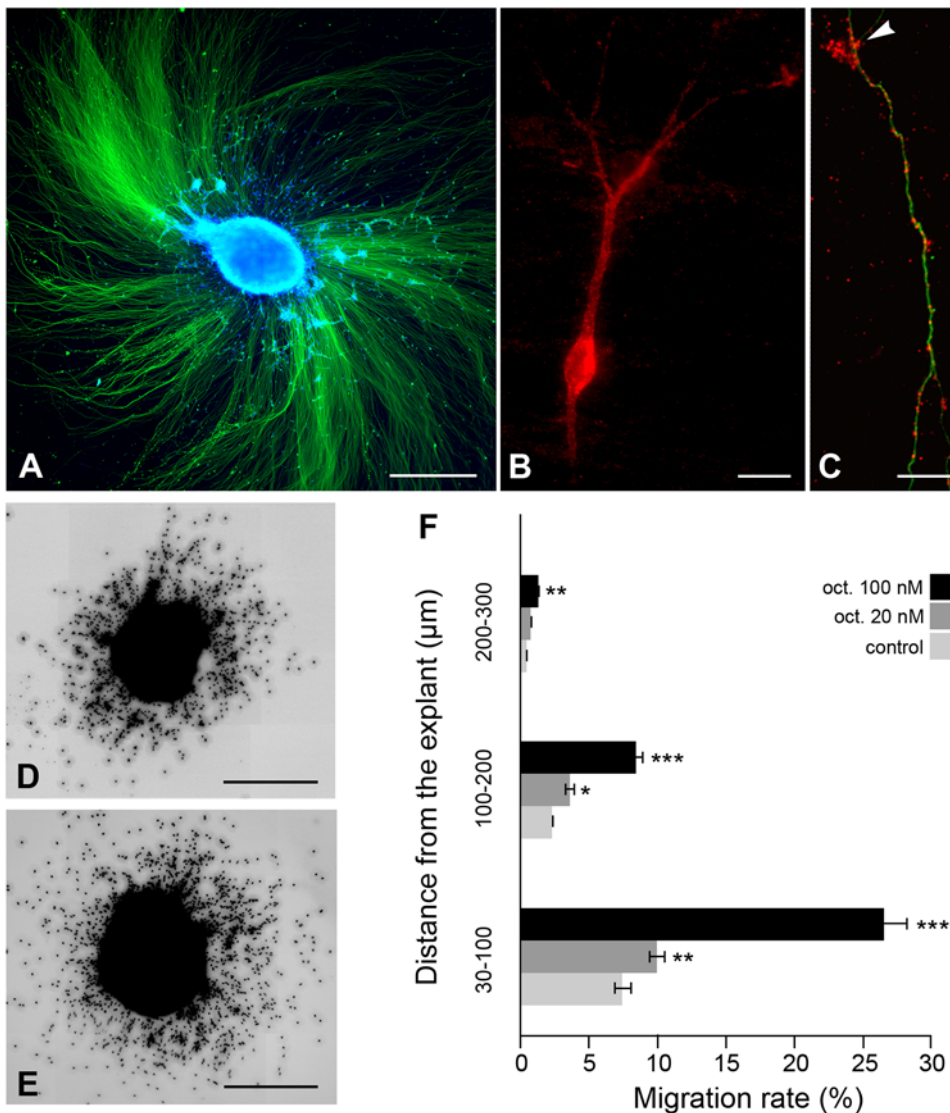 A
B
C
D
E
F
oct. 100 nM
oct. 20 nM
control
Distance from the explant (µm)
200-300
**
100-200
***
*
30-100
***
**
0 5 10 15 20 25 30
Migration rate (%)